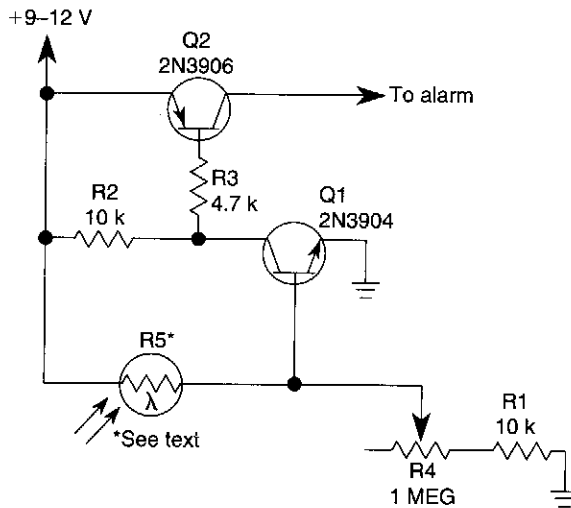 +9–12 V
Q2
2N3906
To alarm
R3
4.7 k
Q1
2N3904
R2
10 k
R5*
λ
*See text
R1
10 k
R4
1 MEG